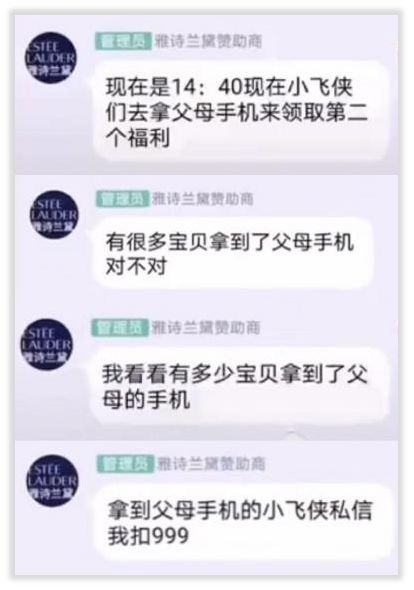 ESTĒE
LAUDER
雅诗兰黛
管理员 雅诗兰黛赞助商
现在是14：40现在小飞侠
们去拿父母手机来领取第二
个福利
ESTĒE
LAUDER
雅诗兰黛
管理员 雅诗兰黛赞助商
有很多宝贝拿到了父母手机
对不对
ESTĒE
LAUDER
雅诗兰黛
管理员 雅诗兰黛赞助商
我看看有多少宝贝拿到了父
母的手机
ESTĒE
LAUDER
雅诗兰黛
管理员 雅诗兰黛赞助商
拿到父母手机的小飞侠私信
我扣999